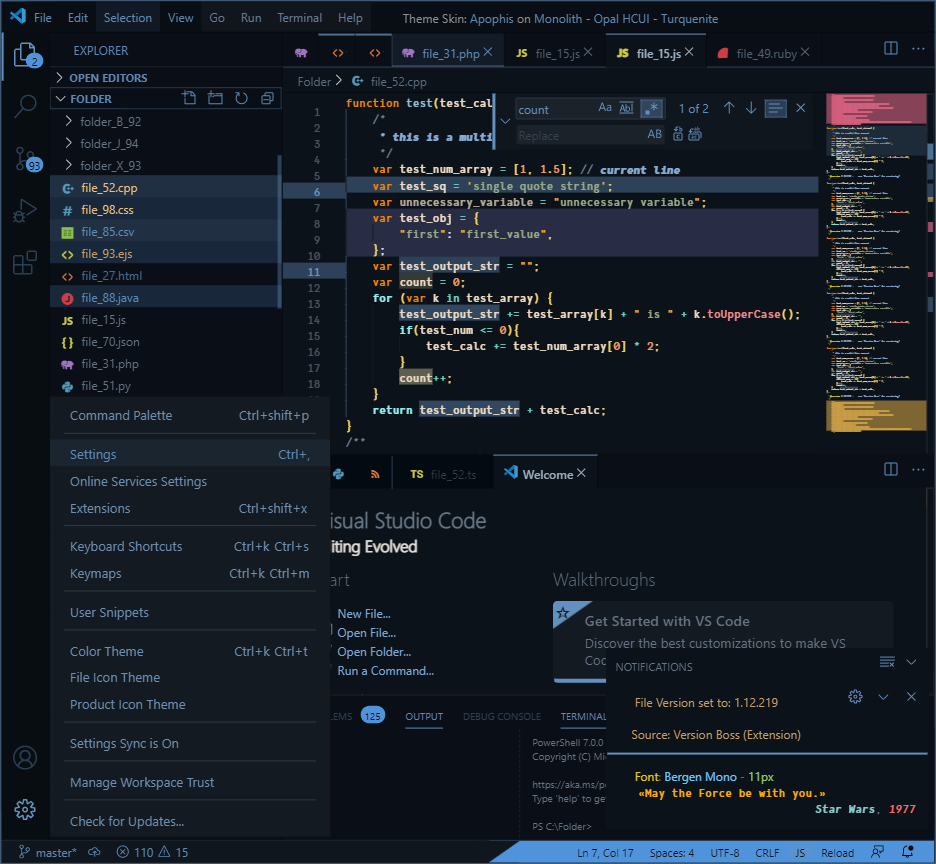 File Edit Selection View Go Run Terminal Help Theme Skin: Apophis on Monolith - Opal HCUI - Turquenite
2
EXPLORER
file_31.php
JS file_15.js
JS file_15.js
file_49.ruby
OPEN EDITORS
FOLDER
Folder
file_52.cpp
folder_B_92
folder_J_94
folder_X_93
93
file_52.cpp
# file_98.css
file_85.csv
file_93.ejs
file_27.html
file_88.java
JS file_15.js
{} file_70.json
file_31.php
file_51.py
count
Aa Ab .*
1 of 2
Replace
AB
1 function test(test_cal
2 /*
3 * this is a multi
4 */
5 var test_num_array = [1, 1.5]; // current line
6 var test_sq = 'single quote string';
7 var unnecessary_variable = "unnecessary variable";
8 var test_obj = {
9 "first": "first_value",
10 };
11 var test_output_str = "";
12 var count = 0;
13 for (var k in test_array) {
14 test_output_str += test_array[k] + " is " + k.toUpperCase();
15 if(test_num <= 0){
16 test_calc += test_num_array[0] * 2;
17 }
18 count++;
}
return test_output_str + test_calc;
}
/**
Command Palette Ctrl+shift+p
Settings Ctrl+,
Online Services Settings
Extensions Ctrl+shift+x
Keyboard Shortcuts Ctrl+k Ctrl+s
Keymaps Ctrl+k Ctrl+m
User Snippets
Color Theme Ctrl+k Ctrl+t
File Icon Theme
Product Icon Theme
Settings Sync is On
Manage Workspace Trust
Check for Updates...
TS file_52.ts
Welcome
isual Studio Code
iting Evolved
art
New File...
Open File...
Open Folder...
Run a Command...
Walkthroughs
Get Started with VS Code
Discover the best customizations to make VS
Coc
NOTIFICATIONS
File Version set to: 1.12.219
Source: Version Boss (Extension)
Font: Bergen Mono - 11px
«May the Force be with you.»
Star Wars, 1977
LEMS 125 OUTPUT DEBUG CONSOLE TERMINAL
PowerShell 7.0.0
Copyright (C) Mi
https://aka.ms/po
Type 'help' to ge
PS C:\Folder>
master* 110 15
Ln 7, Col 17 Spaces: 4 UTF-8 CRLF JS Reload